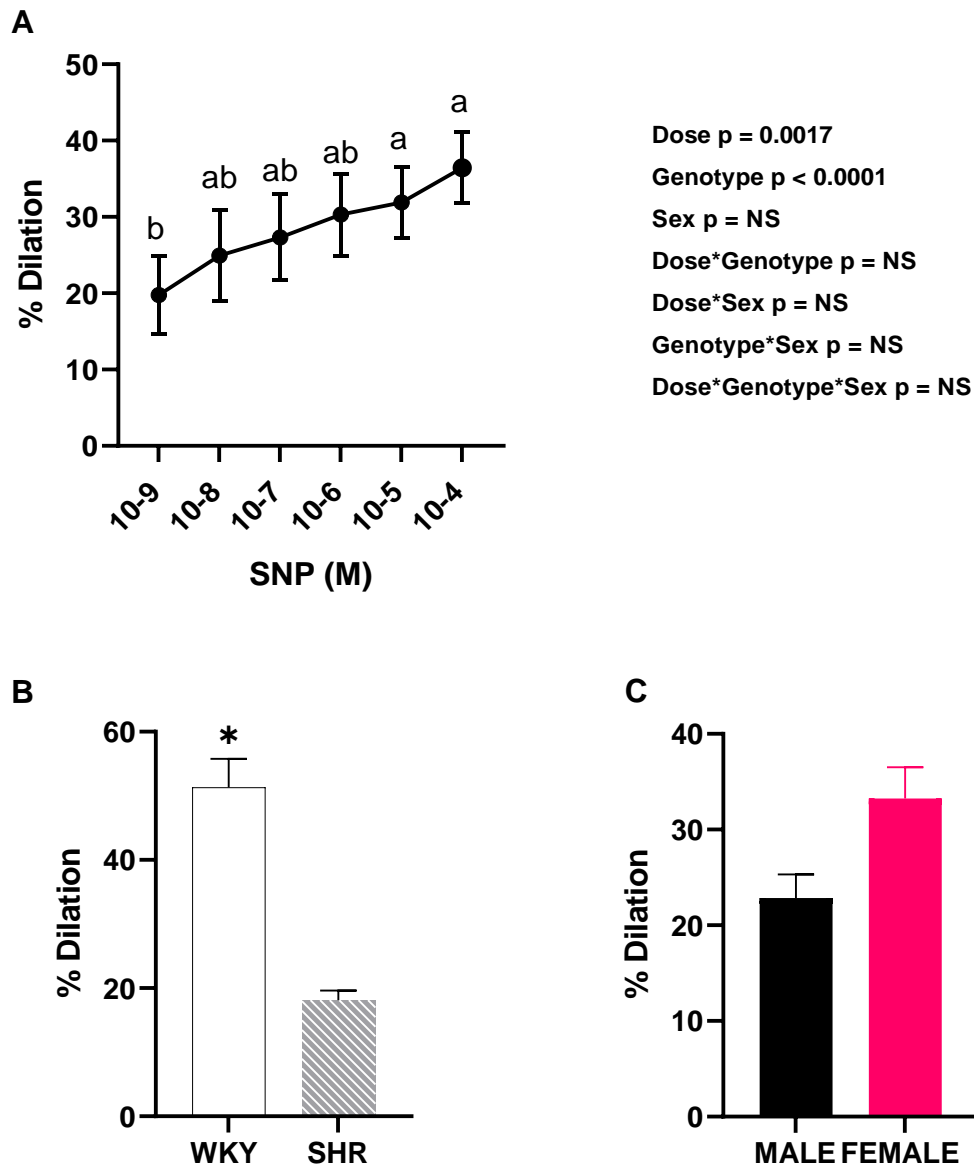 A
50
40
30
20
10
0
% Dilation
b
ab
ab
ab
a
a
10-9
10-8
10-7
10-6
10-5
10-4
SNP (M)
Dose p = 0.0017
Genotype p < 0.0001
Sex p = NS
Dose*Genotype p = NS
Dose*Sex p = NS
Genotype*Sex p = NS
Dose*Genotype*Sex p = NS
B
60
40
20
0
% Dilation
*
WKY SHR
C
40
30
20
10
0
% Dilation
MALE FEMALE